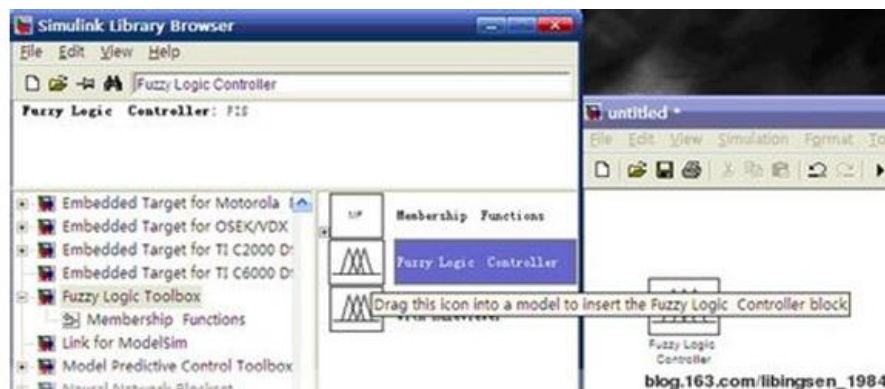 Simulink Library Browser
File Edit View Help
Fuzzy Logic Controller
Fuzzy Logic Controller: FIS
Embedded Target for Motorola
Embedded Target for OSEK/VDX
Embedded Target for TI C2000 D
Embedded Target for TI C6000 D
Fuzzy Logic Toolbox
Membership Functions
Link for ModelSim
Model Predictive Control Toolbox
Neural Network Blockset
MF
Membership Functions
Fuzzy Logic Controller
Drag this icon into a model to insert the Fuzzy Logic Controller block
untitled *
File Edit View Simulation Format To
Fuzzy Logic
Controller
blog.163.com/libingsen_1984